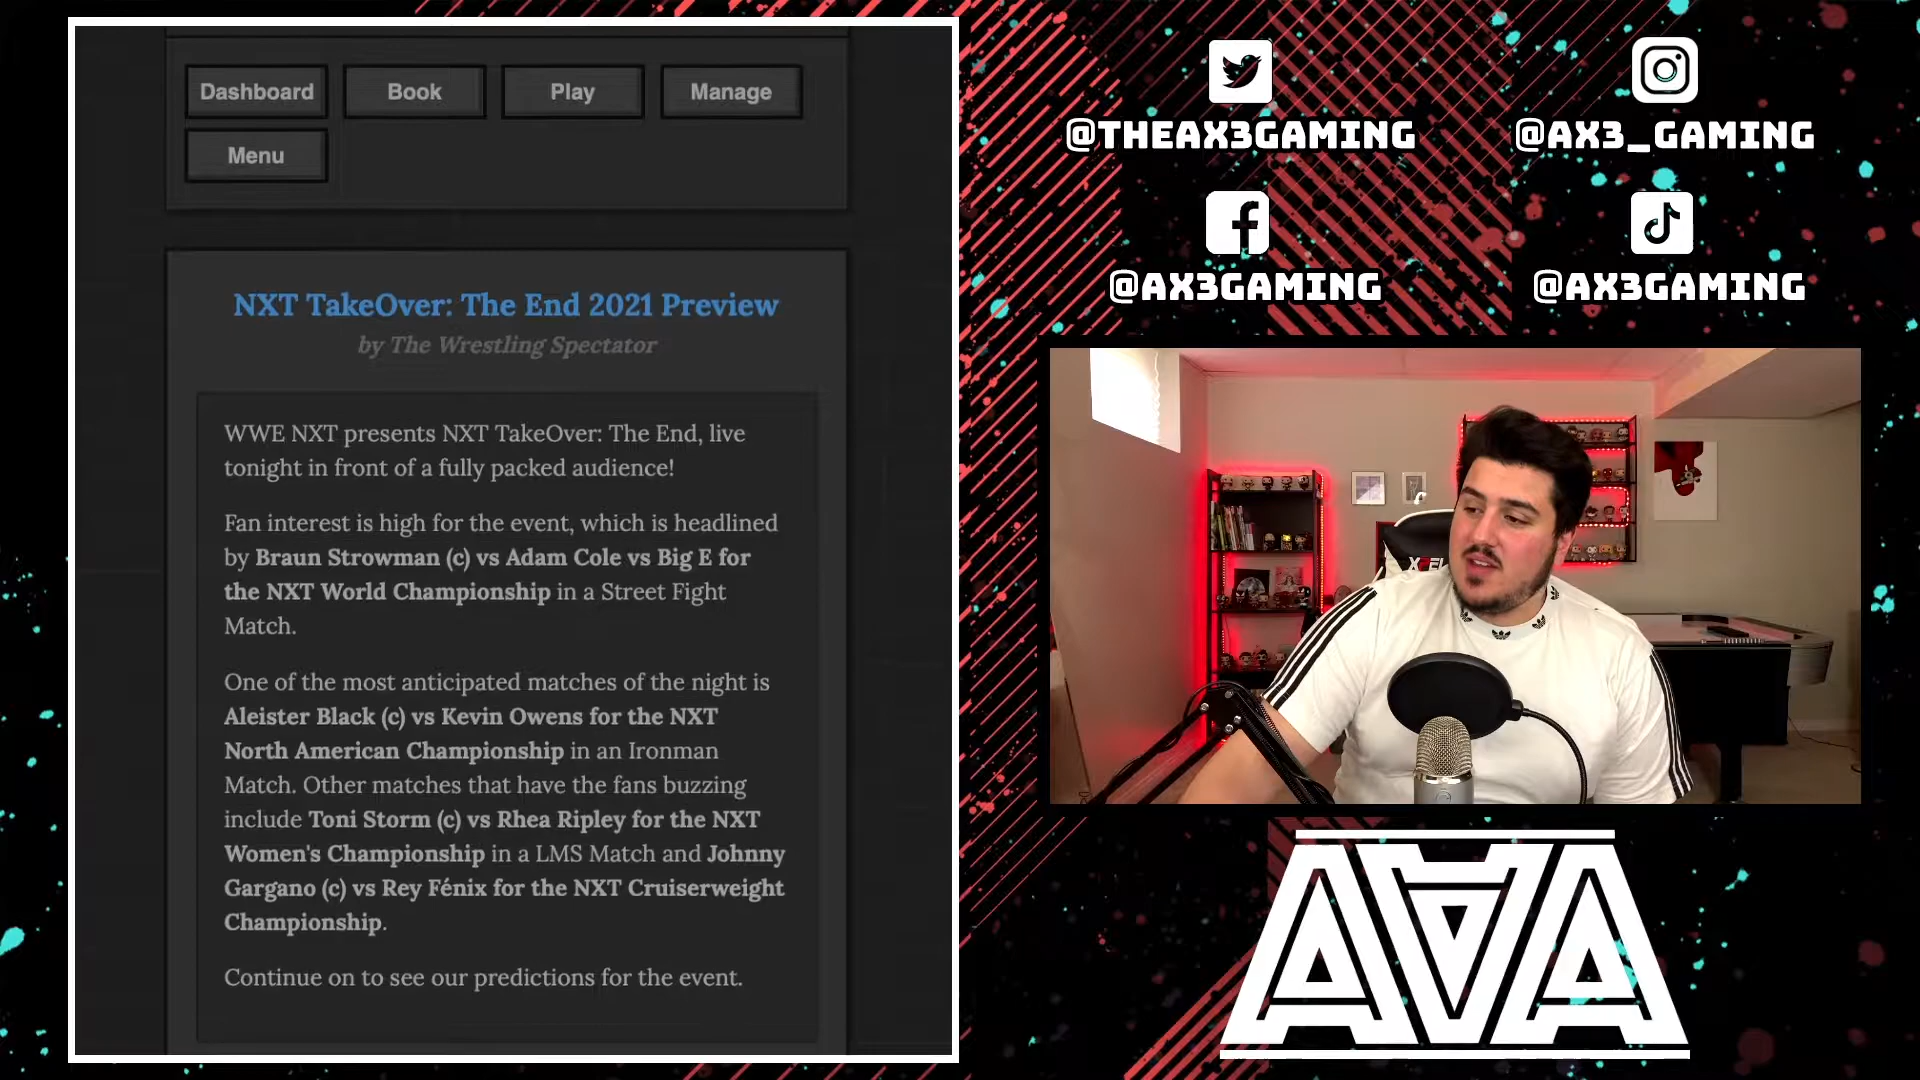 Dashboard
Book
Play
Manage
Menu
NXT TakeOver: The End 2021 Preview
by The Wrestling Spectator
WWE NXT presents NXT TakeOver: The End, live
tonight in front of a fully packed audience!
Fan interest is high for the event, which is headlined
by Braun Strowman (c) vs Adam Cole vs Big E for
the NXT World Championship in a Street Fight
Match.
One of the most anticipated matches of the night is
Aleister Black (c) vs Kevin Owens for the NXT
North American Championship in an Ironman
Match. Other matches that have the fans buzzing
include Toni Storm (c) vs Rhea Ripley for the NXT
Women's Championship in a LMS Match and Johnny
Gargano (c) vs Rey Fénix for the NXT Cruiserweight
Championship.
Continue on to see our predictions for the event.
@THEAX3GAMING
@AX3_GAMING
@AX3GAMING
@AX3GAMING